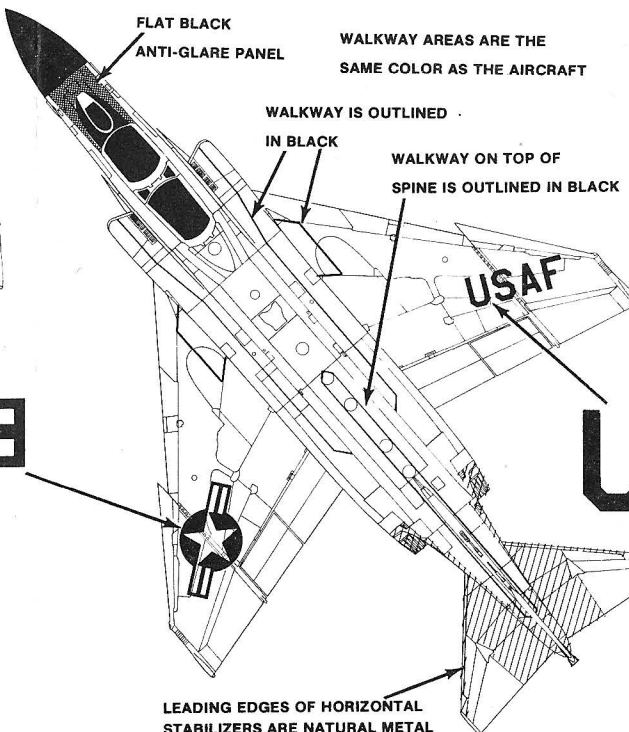 FLAT BLACK
ANTI-GLARE PANEL
WALKWAY AREAS ARE THE
SAME COLOR AS THE AIRCRAFT
WALKWAY IS OUTLINED
IN BLACK
WALKWAY ON TOP OF
SPINE IS OUTLINED IN BLACK
USAF
LEADING EDGES OF HORIZONTAL
STABILIZERS ARE NATURAL METAL